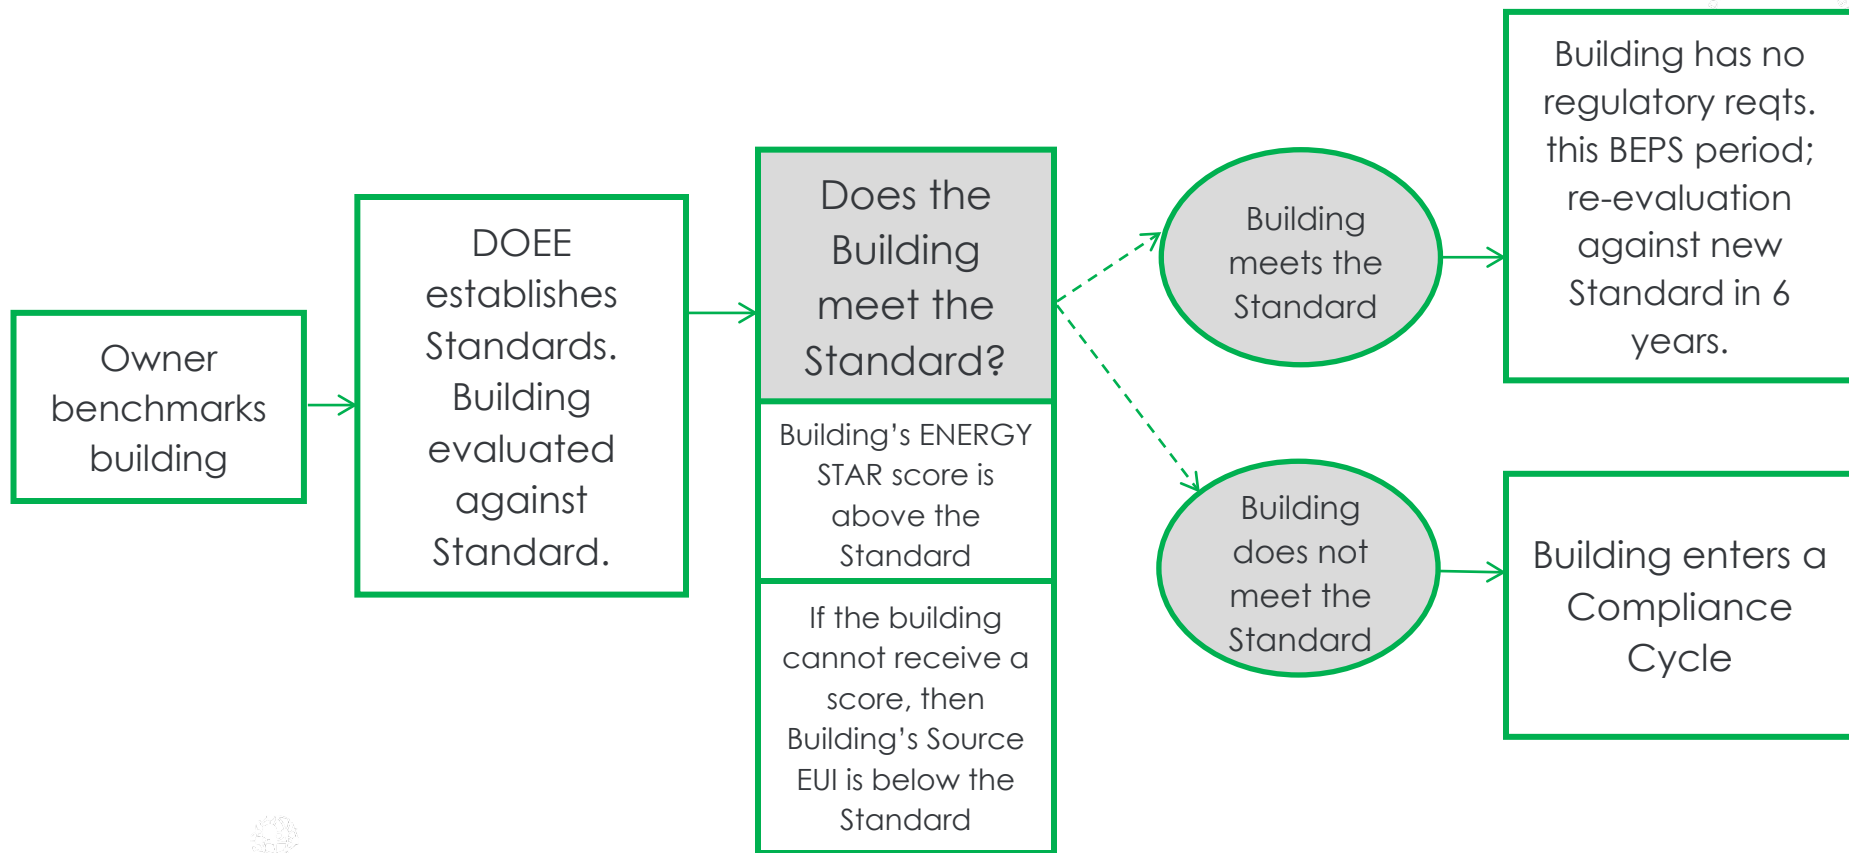 Owner
benchmarks
building
DOEE
establishes
Standards.
Building
evaluated
against
Standard.
Does the
Building
meet the
Standard?
Building’s ENERGY
STAR score is
above the
Standard
If the building
cannot receive a
score, then
Building’s Source
EUI is below the
Standard
Building
meets the
Standard
Building has no
regulatory reqts.
this BEPS period;
re-evaluation
against new
Standard in 6
years.
Building
does not
meet the
Standard
Building enters a
Compliance
Cycle